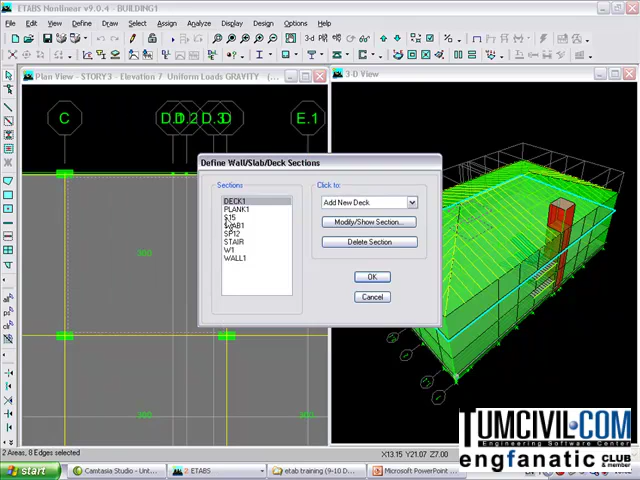 ETABS Nonlinear v9.0.4 - BUILDING1
File Edit View Define Draw Select Assign Analyze Display Design Options Help
Plan View - STORY3 - Elevation 7 Uniform Loads GRAVITY
3-D View
C
D.2
D.3
D
E.1
300
300
300
Define Wall/Slab/Deck Sections
Sections
DECK1
PLANK1
S15
SLAB1
SP12
STAIR
W1
WALL1
Click to:
Add New Deck
Modify/Show Section...
Delete Section
OK
Cancel
2 Areas, 8 Edges selected
X13.15 Y21.07 Z7.00
TUMCIVIL.COM
Engineering Software Center
engfanatic CLUB
& member
start
Camtasia Studio - Unt...
2: ETABS
etab training (9-10 D...
Microsoft PowerPoint ...